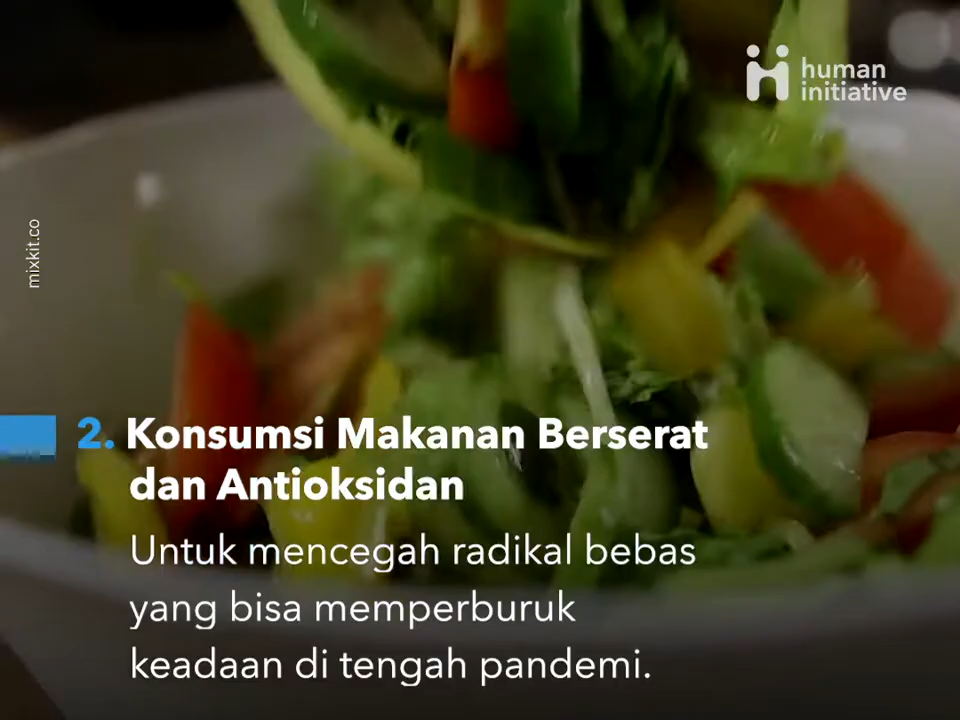 human
initiative
mixkit.co
2. Konsumsi Makanan Berserat
dan Antioksidan
Untuk mencegah radikal bebas
yang bisa memperburuk
keadaan di tengah pandemi.